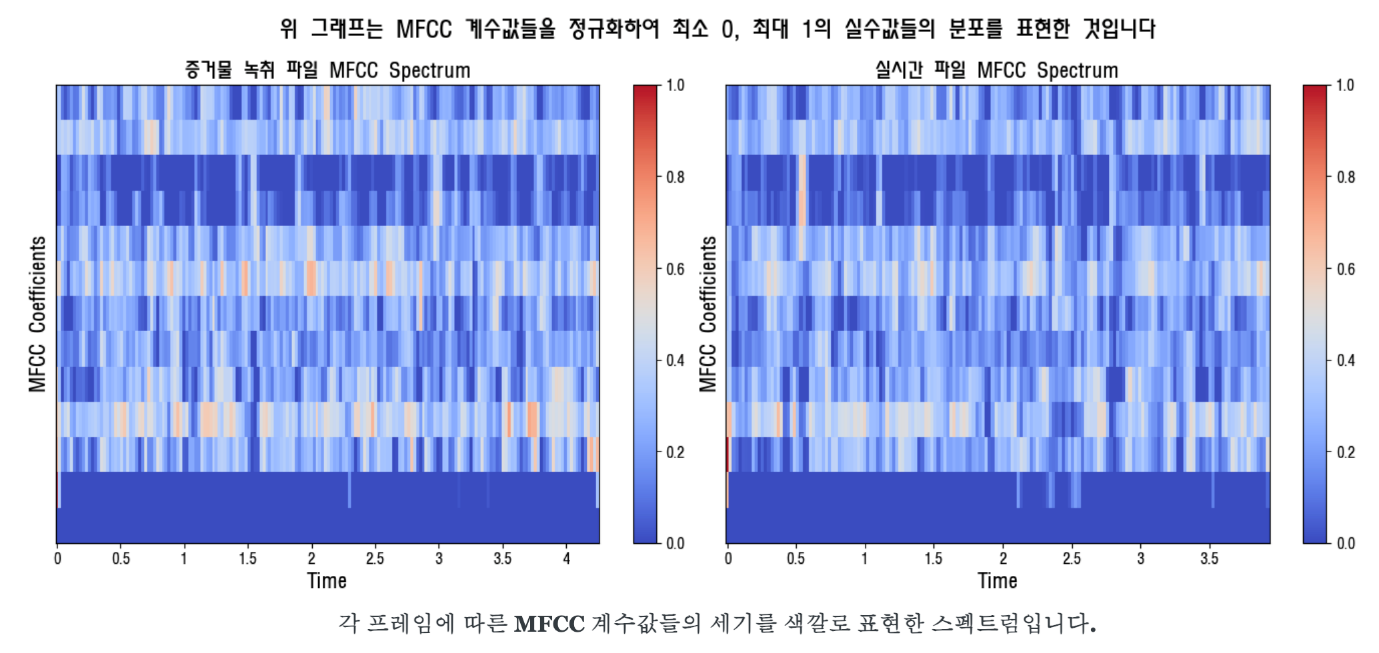 위 그래프는 MFCC 계수값들을 정규화하여 최소 0, 최대 1의 실수값들의 분포를 표현한 것입니다
증거물 녹취 파일 MFCC Spectrum
MFCC Coefficients
1.0
0.8
0.6
0.4
0.2
0.0
0 0.5 1 1.5 2 2.5 3 3.5 4
Time
실시간 파일 MFCC Spectrum
MFCC Coefficients
1.0
0.8
0.6
0.4
0.2
0.0
0 0.5 1 1.5 2 2.5 3 3.5
Time
각 프레임에 따른 MFCC 계수값들의 세기를 색깔로 표현한 스펙트럼입니다.